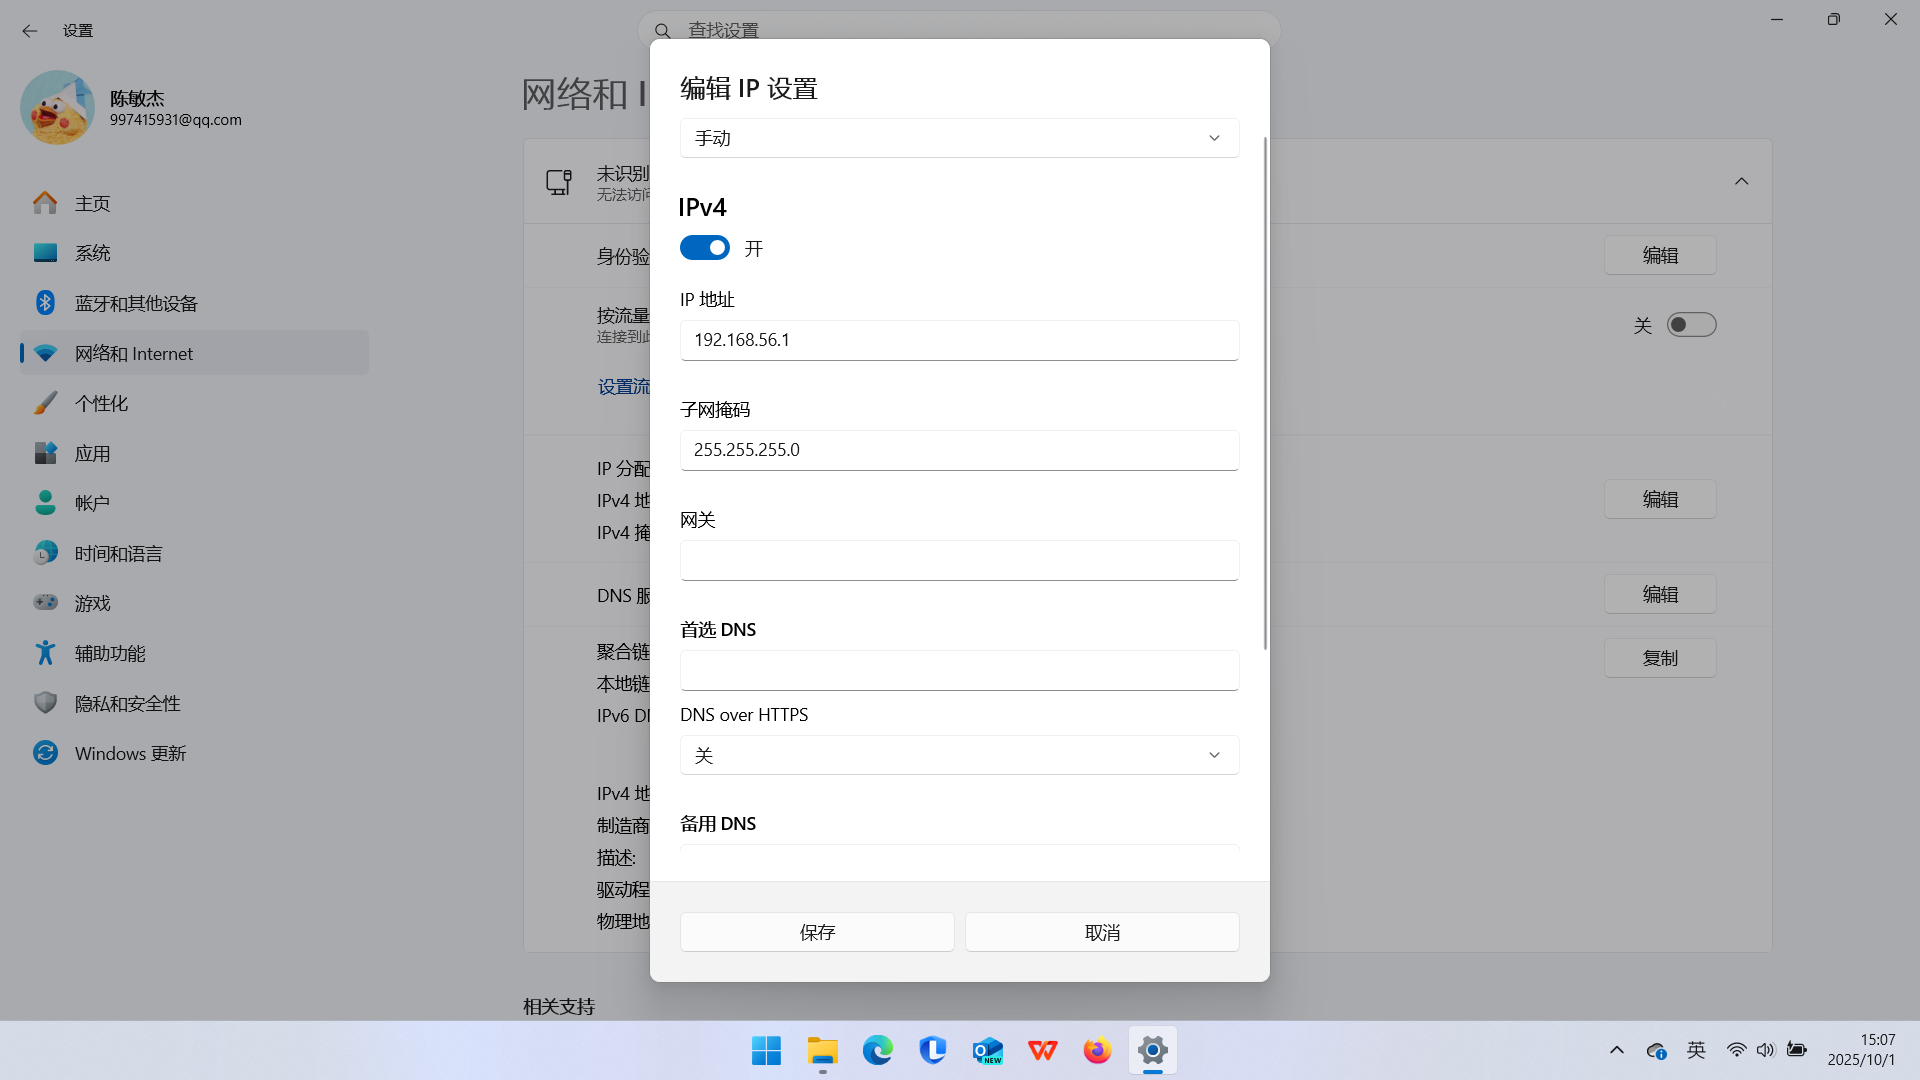 设置
查找设置
陈敏杰
997415931@qq.com
主页
系统
蓝牙和其他设备
网络和 Internet
个性化
应用
帐户
时间和语言
游戏
辅助功能
隐私和安全性
Windows 更新
网络和 I
未识别
无法访问
身份验
编辑
按流量
连接到此
关
设置流
IP 分配
IPv4 地
IPv4 掩
编辑
DNS 服
编辑
聚合链
复制
本地链
IPv6 D
IPv4 地
制造商
描述:
驱动程
物理地
相关支持
编辑 IP 设置
手动
IPv4
开
IP 地址
192.168.56.1
子网掩码
255.255.255.0
网关
首选 DNS
DNS over HTTPS
关
备用 DNS
保存
取消
NEW
英
15:07
2025/10/1